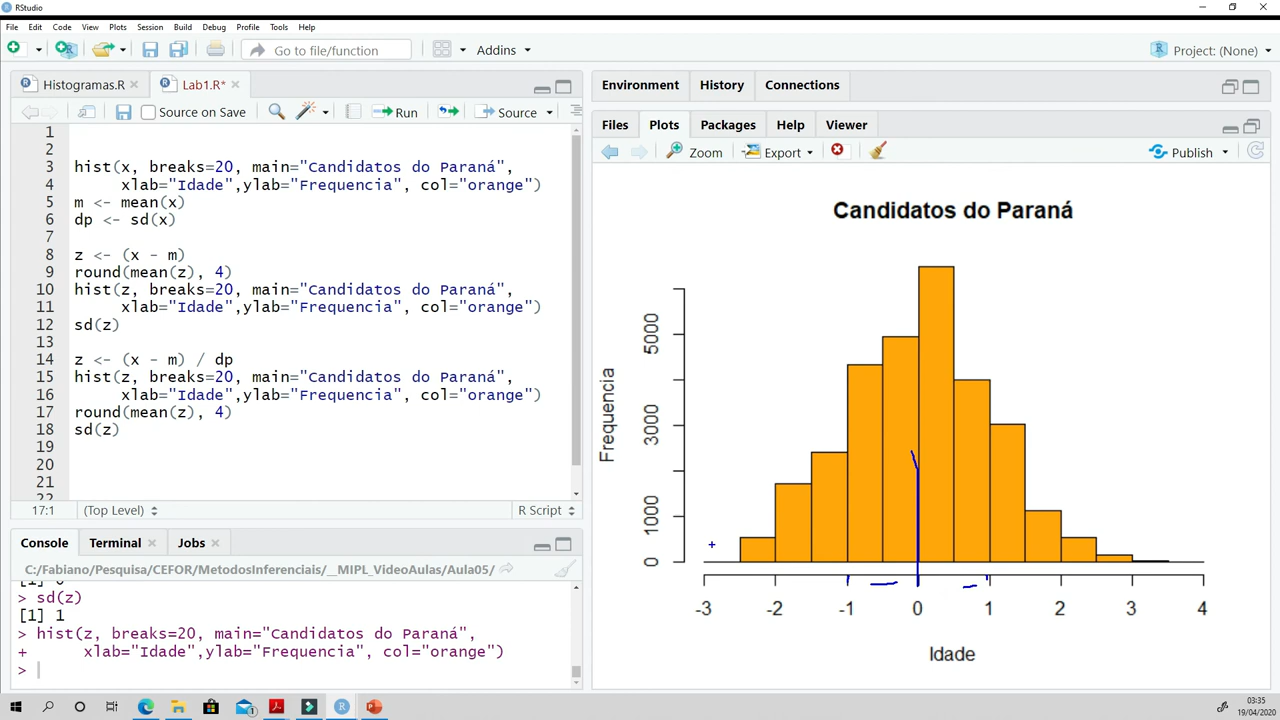 RStudio
File Edit Code View Plots Session Build Debug Profile Tools Help
Go to file/function Addins Project: (None)
Histogramas.R Lab1.R*
Source on Save Run Source
1
2
3 hist(x, breaks=20, main="Candidatos do Paraná",
4 xlab="Idade",ylab="Frequencia", col="orange")
5 m <- mean(x)
6 dp <- sd(x)
7
8 z <- (x - m)
9 round(mean(z), 4)
10 hist(z, breaks=20, main="Candidatos do Paraná",
11 xlab="Idade",ylab="Frequencia", col="orange")
12 sd(z)
13
14 z <- (x - m) / dp
15 hist(z, breaks=20, main="Candidatos do Paraná",
16 xlab="Idade",ylab="Frequencia", col="orange")
17 round(mean(z), 4)
18 sd(z)
19
20
21
22
17:1 (Top Level) R Script
Console Terminal Jobs
C:/Fabiano/Pesquisa/CEFOR/MetodosInferenciais/__MIPL_VideoAulas/Aula05/
[1] 0
> sd(z)
[1] 1
> hist(z, breaks=20, main="Candidatos do Paraná",
+ xlab="Idade",ylab="Frequencia", col="orange")
>
Environment History Connections
Files Plots Packages Help Viewer
Zoom Export Publish
Candidatos do Paraná
Frequencia
5000
3000
1000
0
-3 -2 -1 0 1 2 3 4
Idade
03:35
19/04/2020